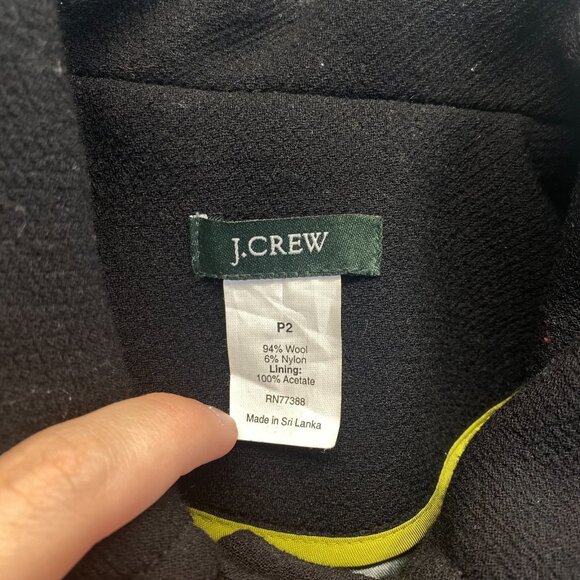 J.CREW
P2
94% Wool
6% Nylon
Lining:
100% Acetate
RN77388
Made in Sri Lanka